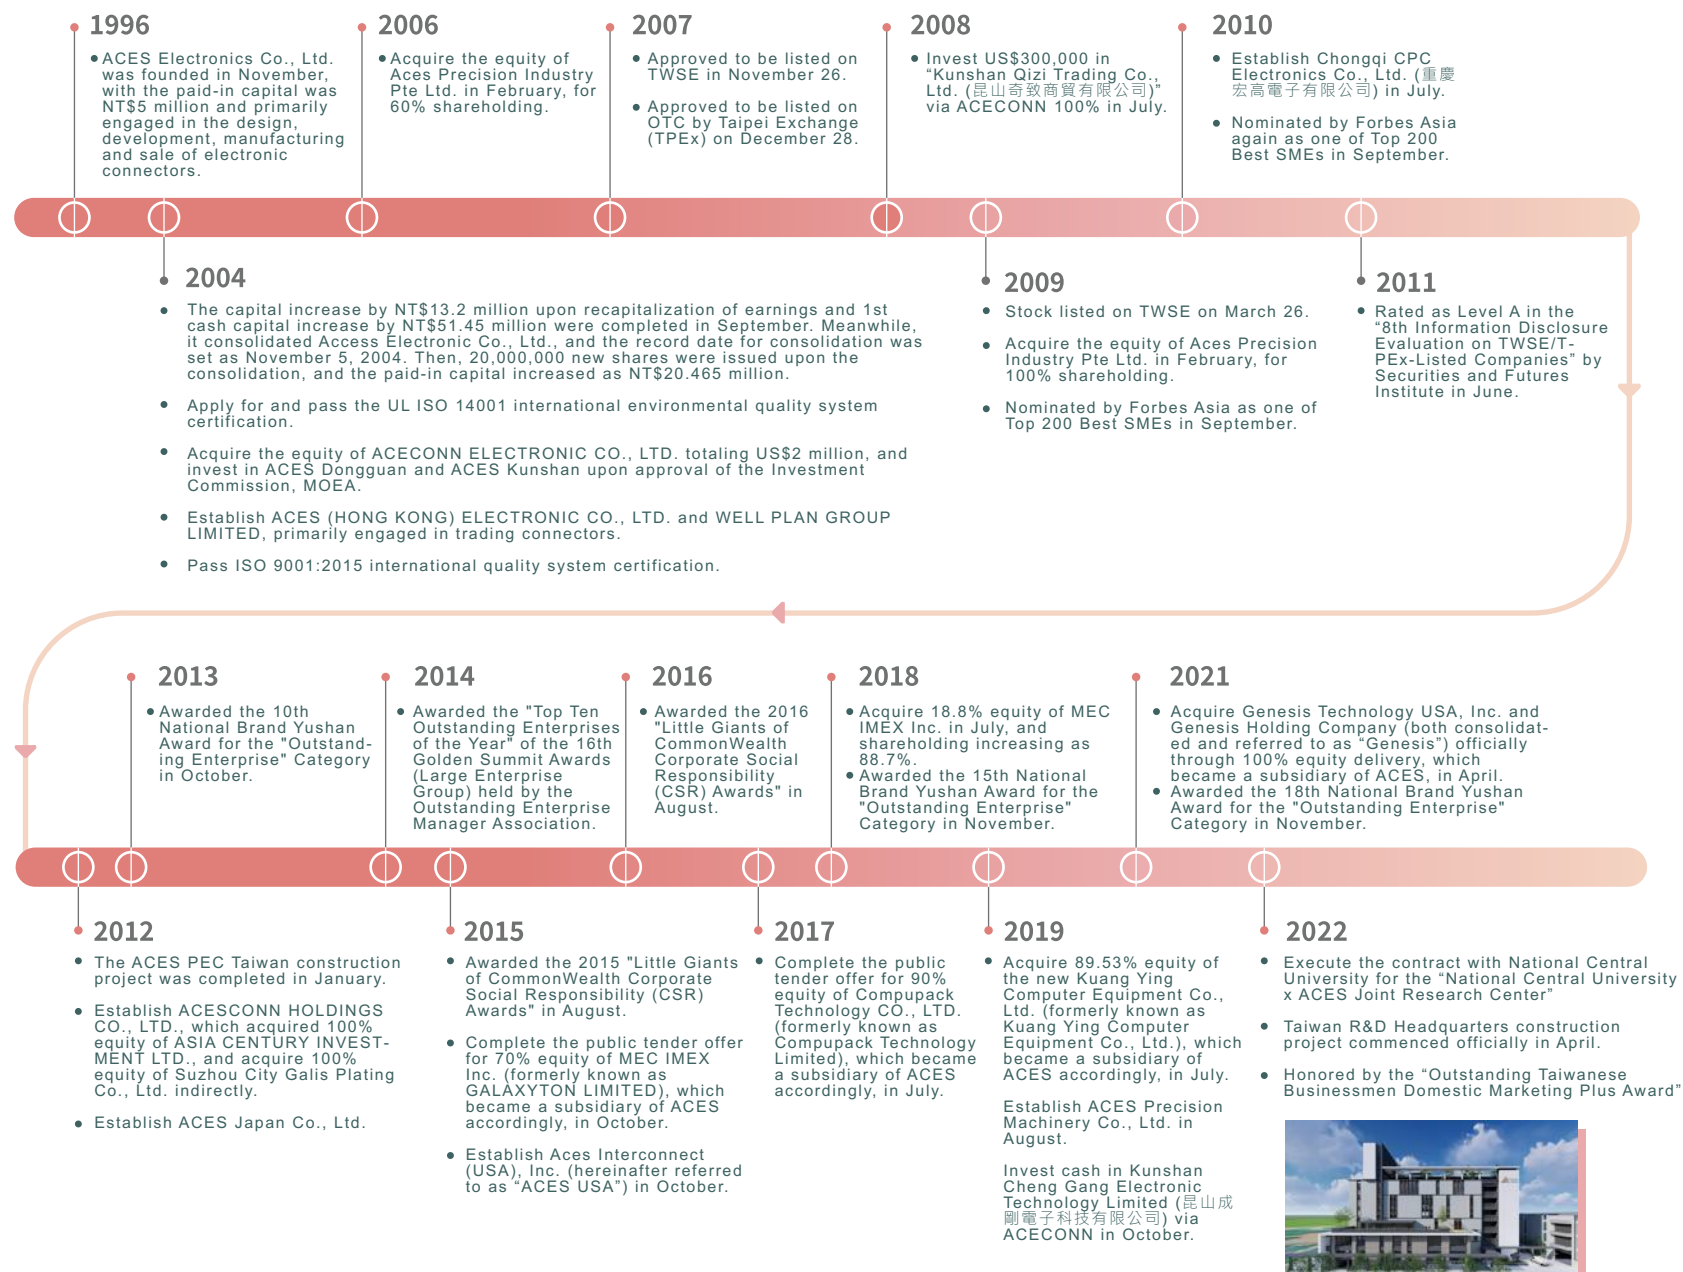 1996
ACES Electronics Co., Ltd.
was founded in November,
with the paid-in capital was
NT$5 million and primarily
engaged in the design,
development, manufacturing
and sale of electronic
connectors.
2006
Acquire the equity of
Aces Precision Industry
Pte Ltd. in February, for
60% shareholding.
2007
Approved to be listed on
TWSE in November 26.
Approved to be listed on
OTC by Taipei Exchange
(TPEx) on December 28.
2008
Invest US$300,000 in
“Kunshan Qizi Trading Co.,
Ltd. (昆山奇致商貿有限公司)”
via ACECONN 100% in July.
2010
Establish Chongqi CPC
Electronics Co., Ltd. (重慶
宏高電子有限公司) in July.
Nominated by Forbes Asia
again as one of Top 200
Best SMEs in September.
2004
The capital increase by NT$13.2 million upon recapitalization of earnings and 1st
cash capital increase by NT$51.45 million were completed in September. Meanwhile,
it consolidated Access Electronic Co., Ltd., and the record date for consolidation was
set as November 5, 2004. Then, 20,000,000 new shares were issued upon the
consolidation, and the paid-in capital increased as NT$20.465 million.
Apply for and pass the UL ISO 14001 international environmental quality system
certification.
Acquire the equity of ACECONN ELECTRONIC CO., LTD. totaling US$2 million, and
invest in ACES Dongguan and ACES Kunshan upon approval of the Investment
Commission, MOEA.
Establish ACES (HONG KONG) ELECTRONIC CO., LTD. and WELL PLAN GROUP
LIMITED, primarily engaged in trading connectors.
Pass ISO 9001:2015 international quality system certification.
2009
Stock listed on TWSE on March 26.
Acquire the equity of Aces Precision
Industry Pte Ltd. in February, for
100% shareholding.
Nominated by Forbes Asia as one of
Top 200 Best SMEs in September.
2011
Rated as Level A in the
“8th Information Disclosure
Evaluation on TWSE/T-
PEx-Listed Companies” by
Securities and Futures
Institute in June.
2013
Awarded the 10th
National Brand Yushan
Award for the "Outstand-
ing Enterprise" Category
in October.
2014
Awarded the "Top Ten
Outstanding Enterprises
of the Year" of the 16th
Golden Summit Awards
(Large Enterprise
Group) held by the
Outstanding Enterprise
Manager Association.
2016
Awarded the 2016
"Little Giants of
CommonWealth
Corporate Social
Responsibility
(CSR) Awards" in
August.
2018
Acquire 18.8% equity of MEC
IMEX Inc. in July, and
shareholding increasing as
88.7%.
Awarded the 15th National
Brand Yushan Award for the
"Outstanding Enterprise"
Category in November.
2021
Acquire Genesis Technology USA, Inc. and
Genesis Holding Company (both consolidat-
ed and referred to as “Genesis”) officially
through 100% equity delivery, which
became a subsidiary of ACES, in April.
Awarded the 18th National Brand Yushan
Award for the "Outstanding Enterprise"
Category in November.
2012
The ACES PEC Taiwan construction
project was completed in January.
Establish ACESCONN HOLDINGS
CO., LTD., which acquired 100%
equity of ASIA CENTURY INVEST-
MENT LTD., and acquire 100%
equity of Suzhou City Galis Plating
Co., Ltd. indirectly.
Establish ACES Japan Co., Ltd.
2015
Awarded the 2015 "Little Giants
of CommonWealth Corporate
Social Responsibility (CSR)
Awards" in August.
Complete the public tender offer
for 70% equity of MEC IMEX
Inc. (formerly known as
GALAXYTON LIMITED), which
became a subsidiary of ACES
accordingly, in October.
Establish Aces Interconnect
(USA), Inc. (hereinafter referred
to as “ACES USA”) in October.
2017
Complete the public
tender offer for 90%
equity of Compupack
Technology CO., LTD.
(formerly known as
Compupack Technology
Limited), which became
a subsidiary of ACES
accordingly, in July.
2019
Acquire 89.53% equity of
the new Kuang Ying
Computer Equipment Co.,
Ltd. (formerly known as
Kuang Ying Computer
Equipment Co., Ltd.), which
became a subsidiary of
ACES accordingly, in July.
Establish ACES Precision
Machinery Co., Ltd. in
August.
Invest cash in Kunshan
Cheng Gang Electronic
Technology Limited (昆山成
剛電子科技有限公司) via
ACECONN in October.
2022
Execute the contract with National Central
University for the “National Central University
x ACES Joint Research Center”
Taiwan R&D Headquarters construction
project commenced officially in April.
Honored by the “Outstanding Taiwanese
Businessmen Domestic Marketing Plus Award”